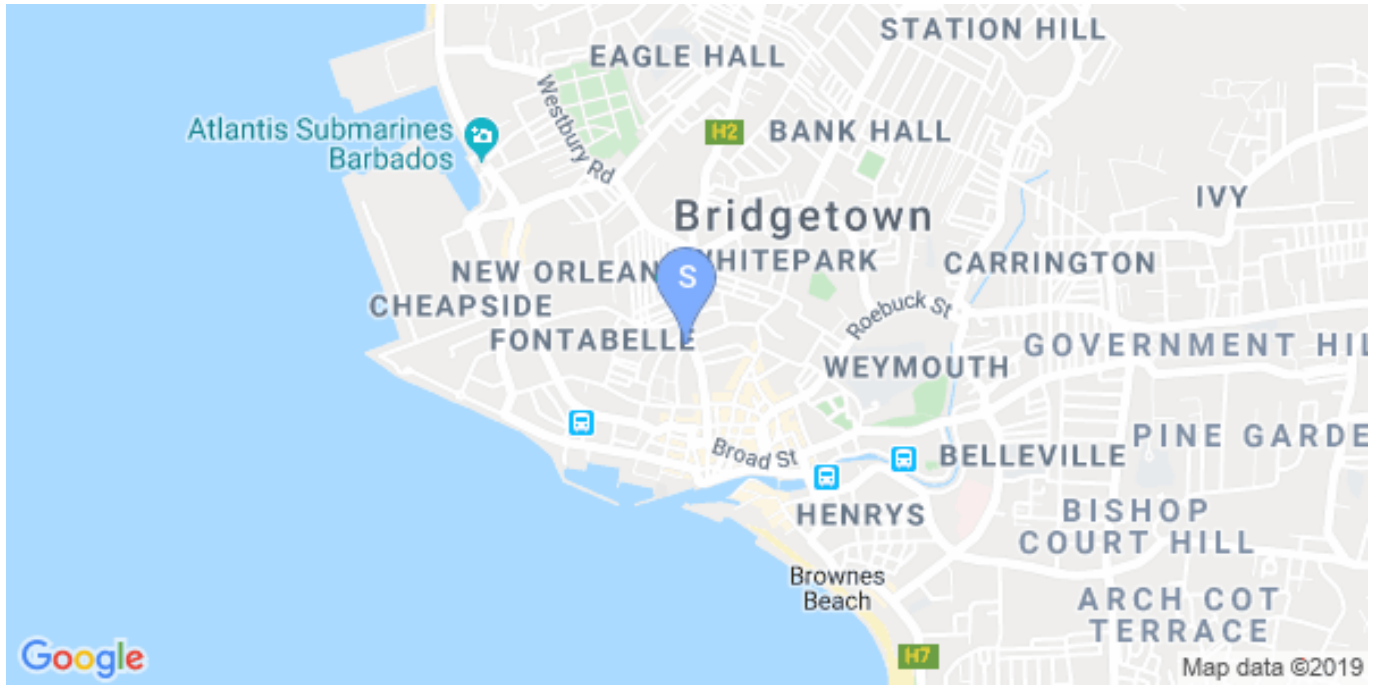 STATION HILL
EAGLE HALL
Westbury Rd
Atlantis Submarines
Barbados
H2
BANK HALL
IVY
Bridgetown
NEW ORLEAN
S
WHITEPARK
CARRINGTON
CHEAPSIDE
Roebuck St
FONTABELLE
GOVERNMENT HIL
WEYMOUTH
PINE GARDE
Broad St
BELLEVILLE
HENRYS
BISHOP
COURT HILL
Brownes
Beach
ARCH COT
TERRACE
H7
Google
Map data ©2019